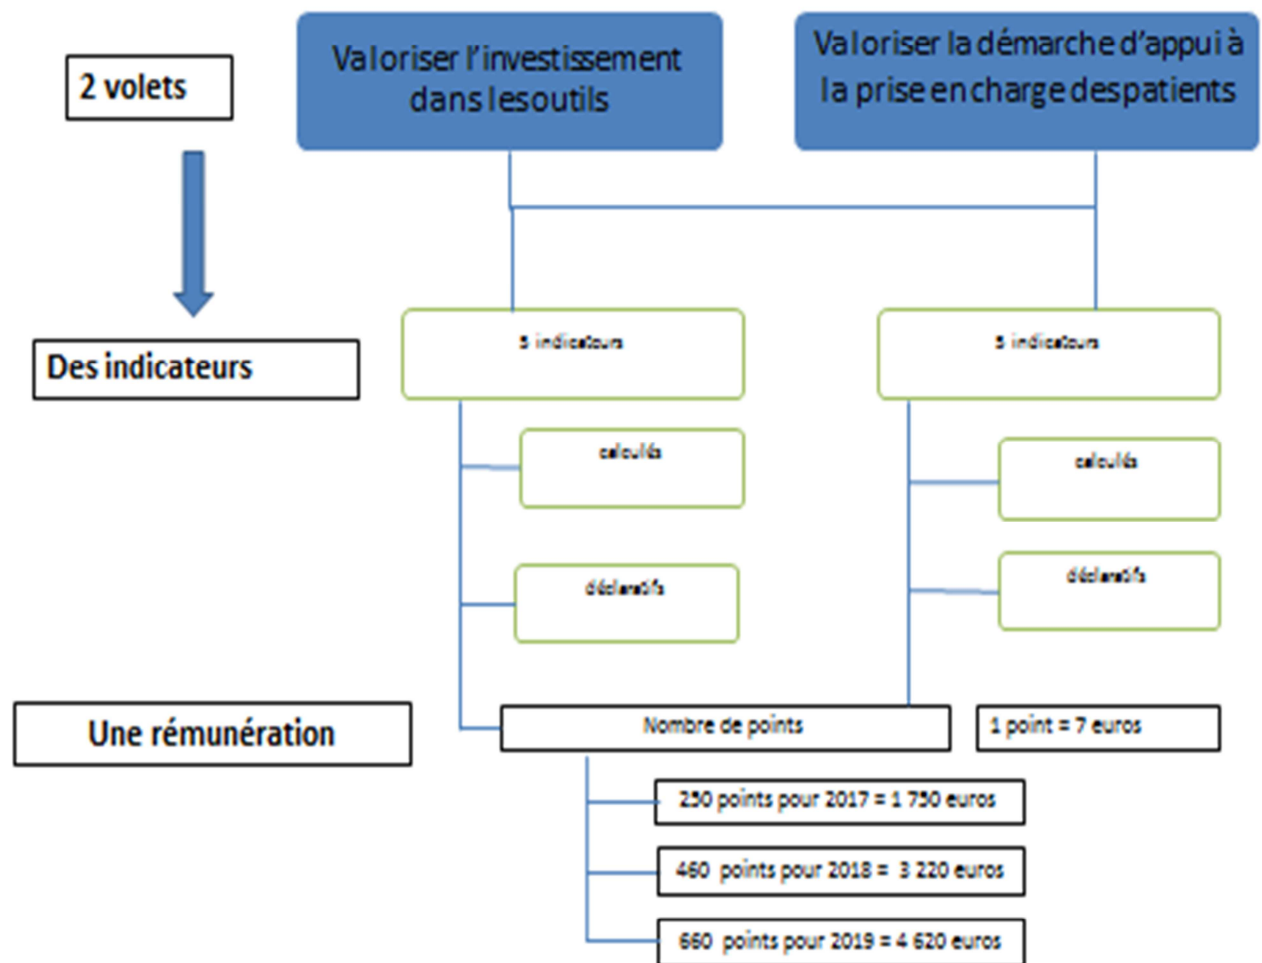 2 volets
Valoriser l'investissement
dans les outils
Valoriser la démarche d'appui à
la prise en charge des patients
Des indicateurs
5 indicateurs
5 indicateurs
calculés
calculés
déclaratifs
déclaratifs
Une rémunération
Nombre de points
1 point = 7 euros
250 points pour 2017 = 1 750 euros
460 points pour 2018 = 3 220 euros
660 points pour 2019 = 4 620 euros